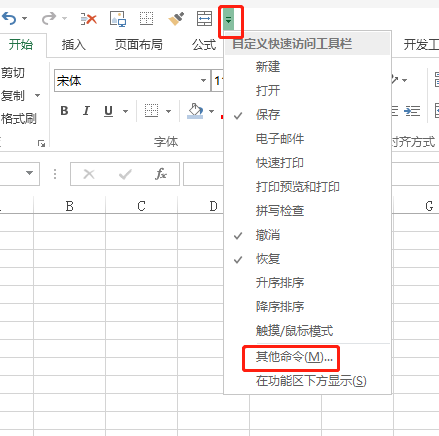 开始 插入 页面布局 公式 开发工
自定义快速访问工具栏
剪切
新建
复制
宋体
打开
格式刷
B I U
保存
字体
对齐方式
电子邮件
快速打印
fx
打印预览和打印
B C D G
拼写检查
撤消
恢复
升序排序
降序排序
触摸/鼠标模式
其他命令(M)...
在功能区下方显示(S)